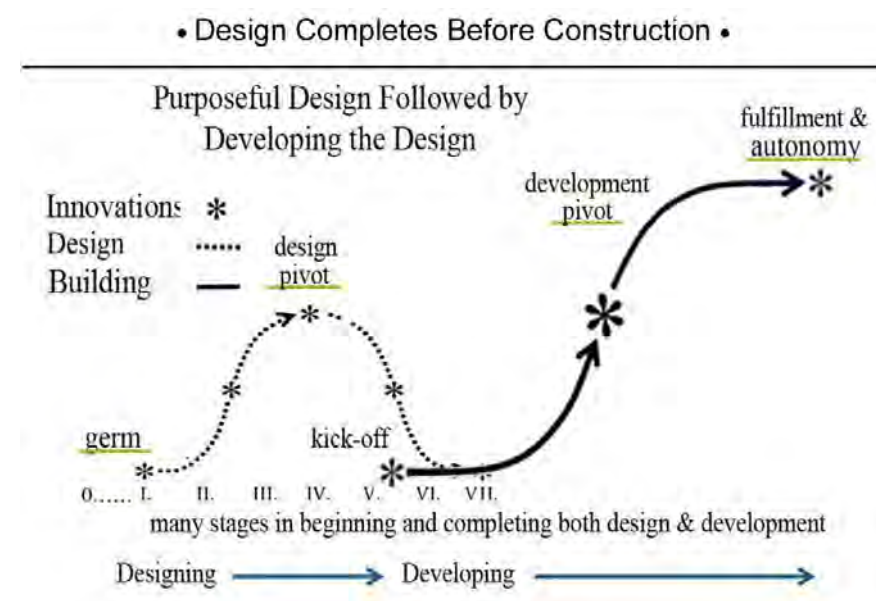 • Design Completes Before Construction •
Purposeful Design Followed by
Developing the Design
fulfillment &
autonomy
development
pivot
Innovations *
Design ......
Building —
design
pivot
germ
kick-off
0...... I. II. III. IV. V. VI. VII.
many stages in beginning and completing both design & development
Designing
Developing